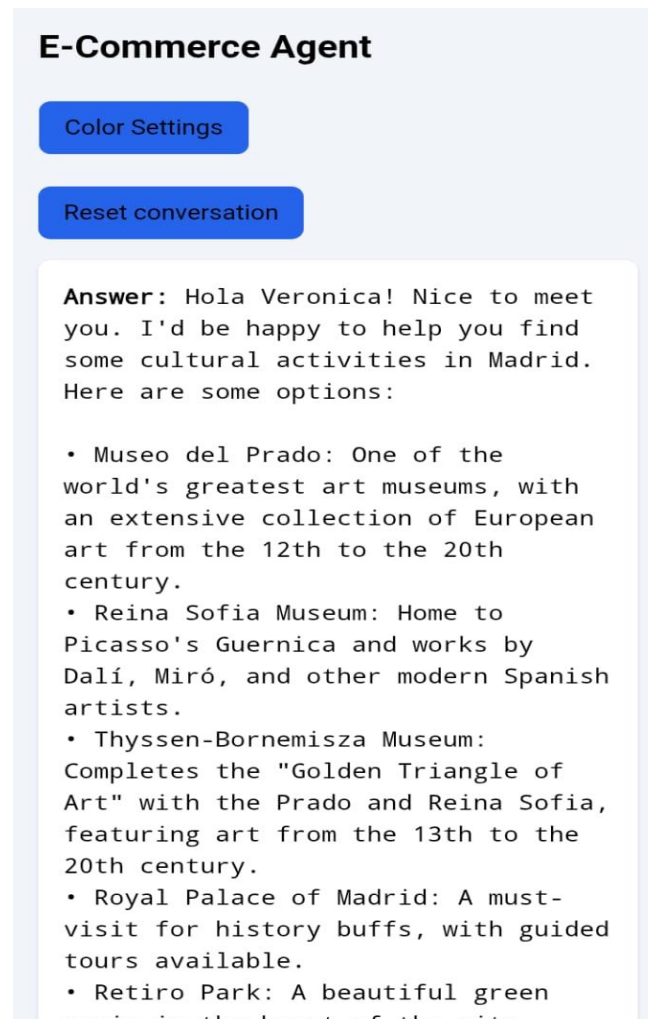 E-Commerce Agent
Color Settings
Reset conversation
Answer: Hola Veronica! Nice to meet
you. I'd be happy to help you find
some cultural activities in Madrid.
Here are some options:
• Museo del Prado: One of the
world's greatest art museums, with
an extensive collection of European
art from the 12th to the 20th
century.
• Reina Sofia Museum: Home to
Picasso's Guernica and works by
Dalí, Miró, and other modern Spanish
artists.
• Thyssen-Bornemisza Museum:
Completes the "Golden Triangle of
Art" with the Prado and Reina Sofia,
featuring art from the 13th to the
20th century.
• Royal Palace of Madrid: A must-
visit for history buffs, with guided
tours available.
• Retiro Park: A beautiful green